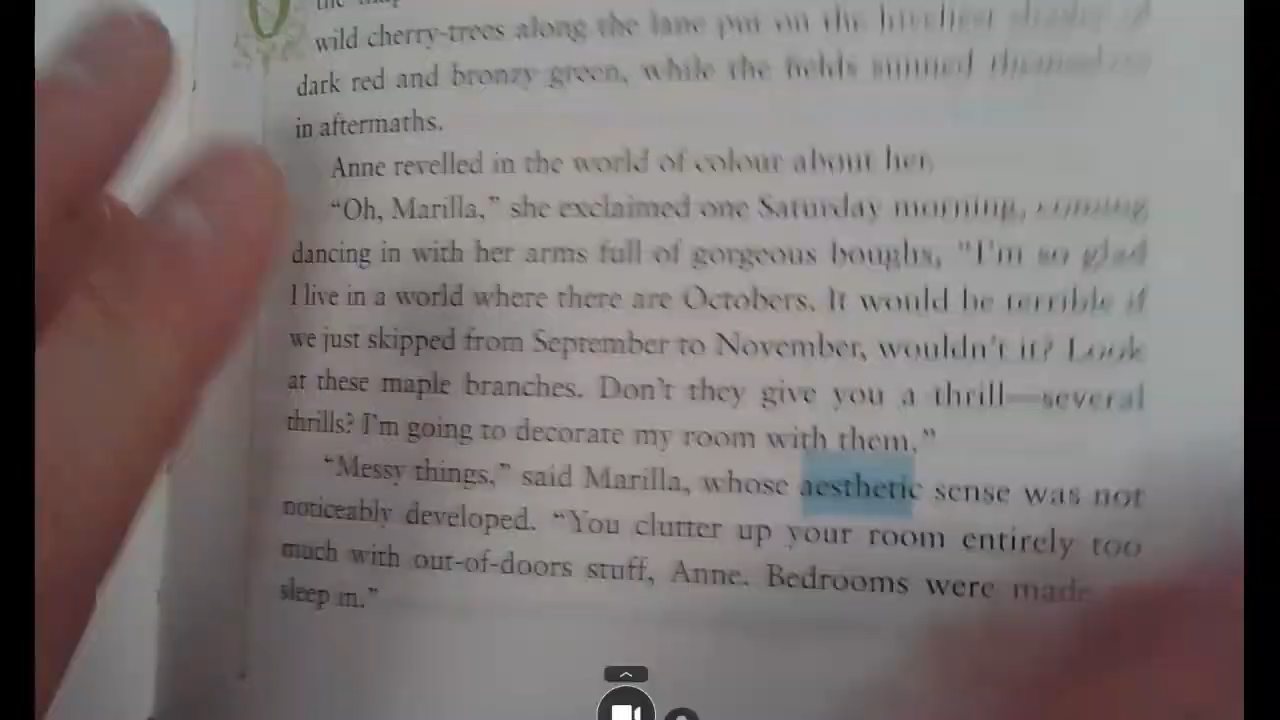 wild cherry-trees along the lane put on the loveliest shades of
dark red and bronzy green, while the fields sunned themselves
in aftermaths.
Anne revelled in the world of colour about her.
“Oh, Marilla,” she exclaimed one Saturday morning, coming
dancing in with her arms full of gorgeous boughs, "I'm so glad
I live in a world where there are Octobers. It would be terrible if
we just skipped from September to November, wouldn't it? Look
at these maple branches. Don't they give you a thrill—several
thrills? I'm going to decorate my room with them.”
“Messy things,” said Marilla, whose aesthetic sense was not
noticeably developed. “You clutter up your room entirely too
much with out-of-doors stuff, Anne. Bedrooms were made
sleep in.”